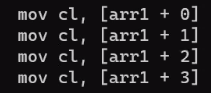 mov cl, [arr1 + 0]
mov cl, [arr1 + 1]
mov cl, [arr1 + 2]
mov cl, [arr1 + 3]